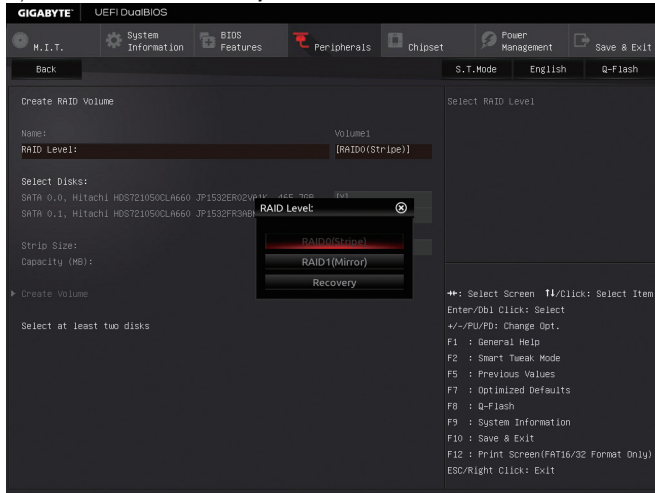 GIGABYTE™ UEFI DualBIOS
M.I.T. System Information BIOS Features Peripherals Chipset Power Management Save & Exit
Back S.T.Mode English Q-Flash
Create RAID Volume
Name: Volume1
RAID Level: [RAID0(Stripe)]
Select Disks:
SATA 0.0, Hitachi HDS721050CLA660 465.7GB
SATA 0.1, Hitachi HDS721050CLA660
Strip Size:
Capacity (MB):
Create Volume
Select at least two disks
RAID Level:
RAID0(Stripe)
RAID1(Mirror)
Recovery
Select RAID Level
→←: Select Screen ↑↓/Click: Select Item
Enter/Dbl Click: Select
+/-/PU/PD: Change Opt.
F1 : General Help
F2 : Smart Tweak Mode
F5 : Previous Values
F7 : Optimized Defaults
F8 : Q-Flash
F9 : System Information
F10 : Save & Exit
F12 : Print Screen(FAT16/32 Format Only)
ESC/Right Click: Exit